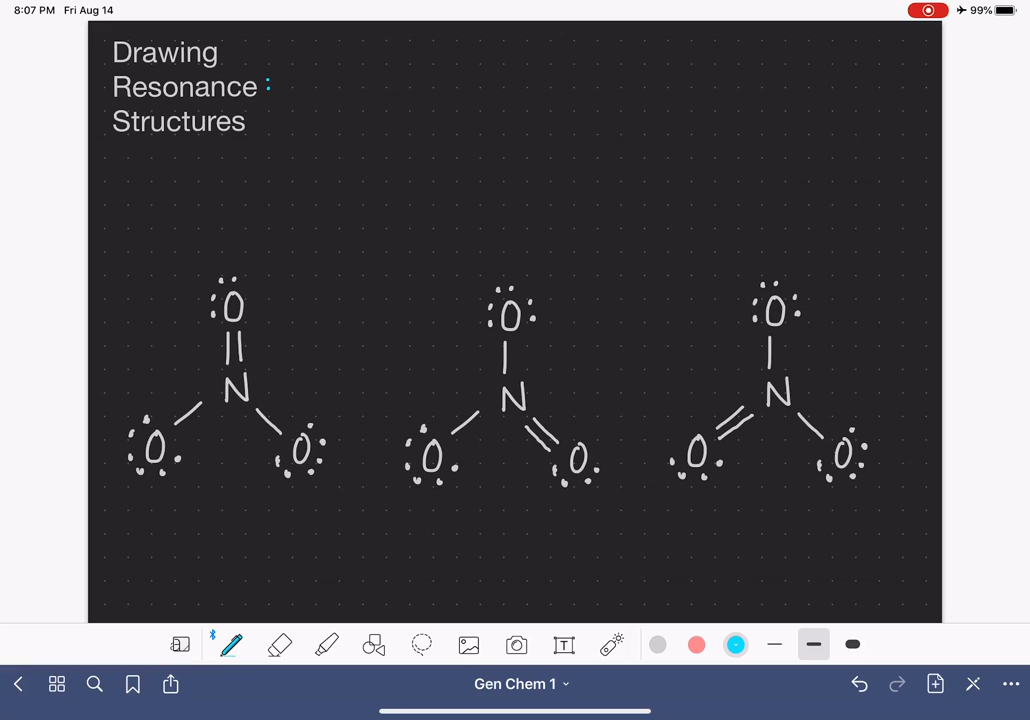 8:07 PM Fri Aug 14 99%
Drawing
Resonance :
Structures
O O O
N N N
O O O O O O
T
Gen Chem 1